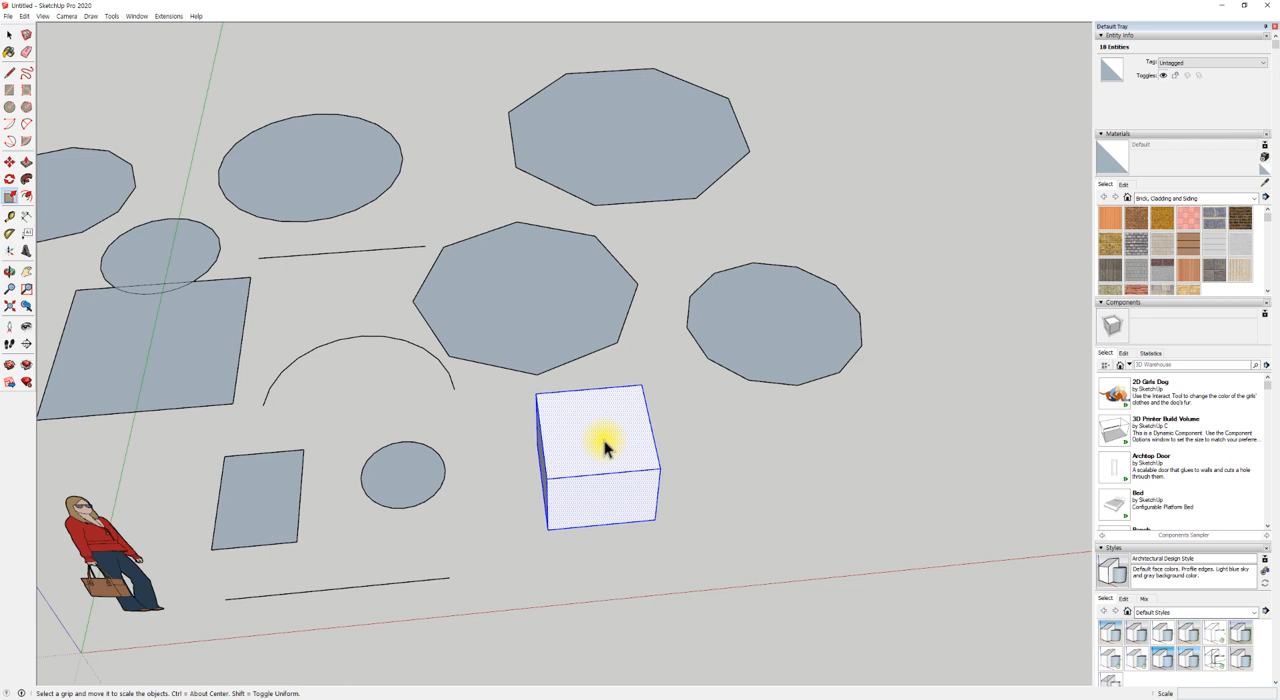 Untitled - SketchUp Pro 2020
File Edit View Camera Draw Tools Window Extensions Help
Default Tray
Entity Info
18 Entities
Tag: Untagged
Toggles:
Materials
Default
Select Edit
Brick, Cladding and Siding
Components
Select Edit Statistics
3D Warehouse
2D Girls Dog
by SketchUp
Use the Interact Tool to change the color of the girls'
clothes and the dog's fur.
3D Printer Build Volume
by SketchUp C
This is a Dynamic Component. Use the Component
Options window to set the size to match your preferre...
Archtop Door
by SketchUp
A scalable door that glues to walls and cuts a hole
through them.
Bed
by SketchUp
Configurable Platform Bed
Components Sampler
Styles
Architectural Design Style
Default face colors. Profile edges. Light blue sky
and gray background color.
Select Edit Mix
Default Styles
Select a grip and move it to scale the objects. Ctrl = About Center. Shift = Toggle Uniform.
Scale